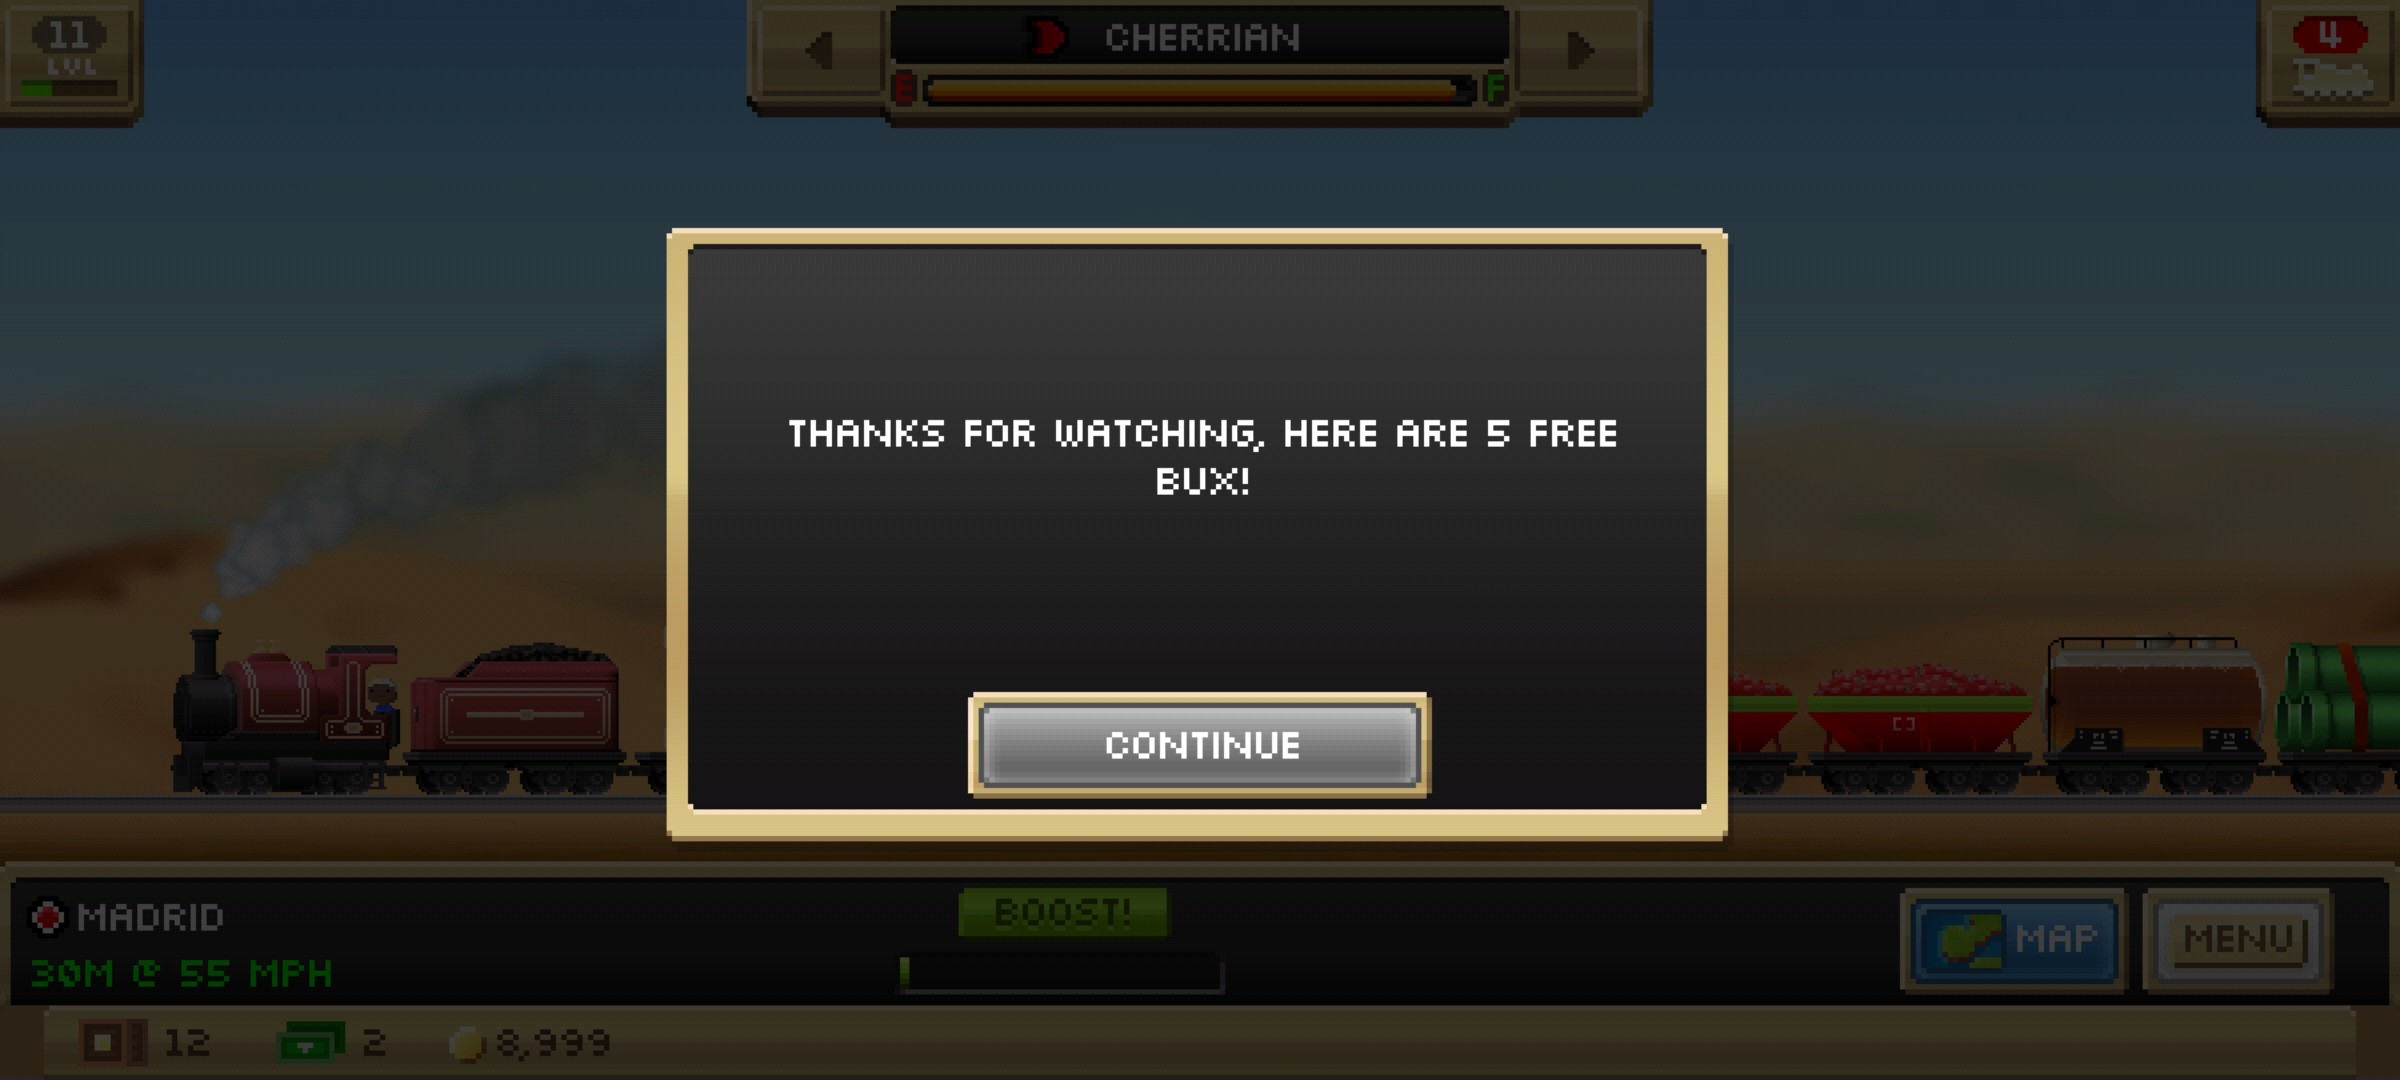 11
LVL
CHERRIAN
E
F
4
THANKS FOR WATCHING, HERE ARE 5 FREE
BUX!
CONTINUE
MADRID
30M @ 55 MPH
BOOST!
MAP
MENU
12
2
8,999